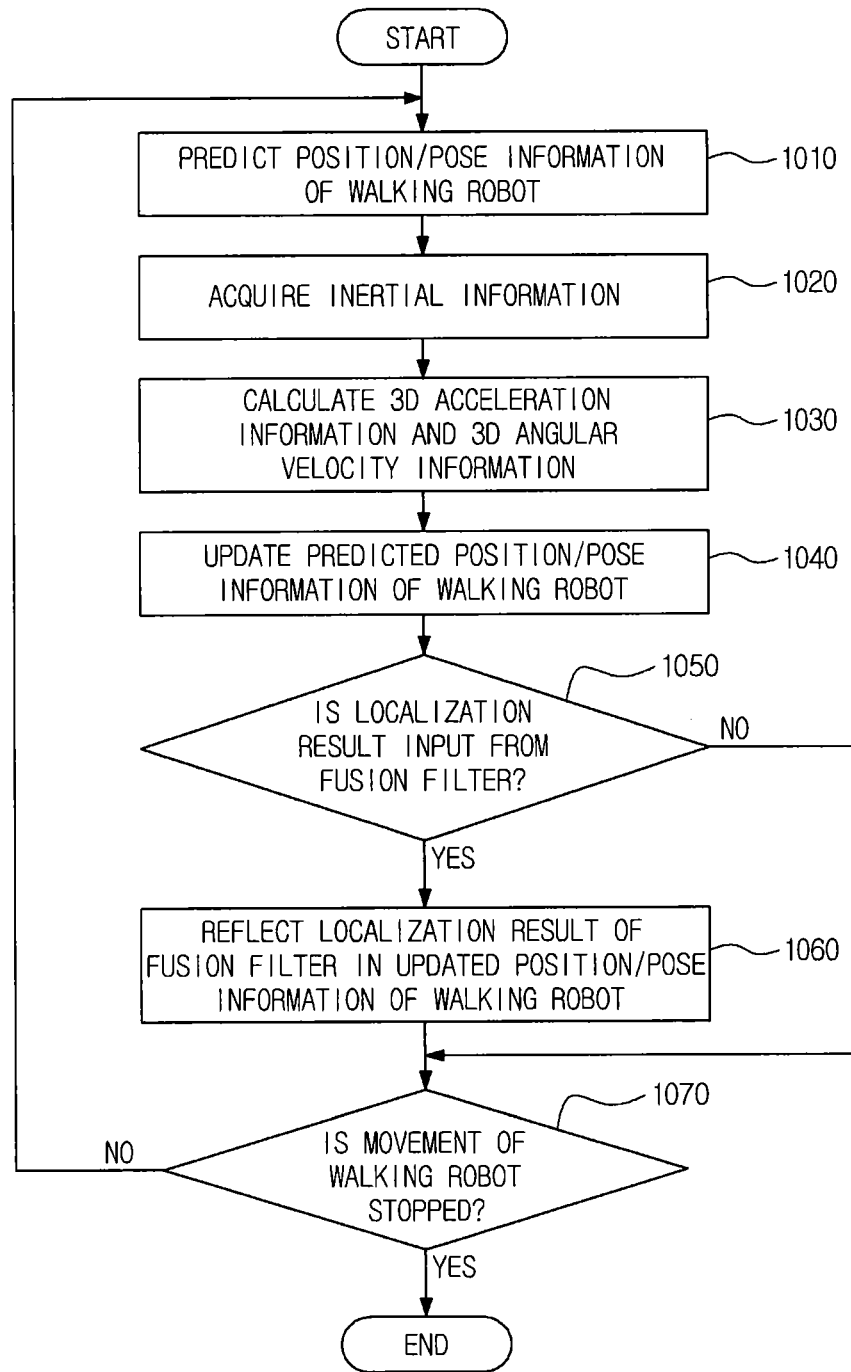 START
PREDICT POSITION/POSE INFORMATION
OF WALKING ROBOT
1010
ACQUIRE INERTIAL INFORMATION
1020
CALCULATE 3D ACCELERATION
INFORMATION AND 3D ANGULAR
VELOCITY INFORMATION
1030
UPDATE PREDICTED POSITION/POSE
INFORMATION OF WALKING ROBOT
1040
1050
IS LOCALIZATION
RESULT INPUT FROM
FUSION FILTER?
NO
YES
REFLECT LOCALIZATION RESULT OF
FUSION FILTER IN UPDATED POSITION/POSE
INFORMATION OF WALKING ROBOT
1060
1070
NO
IS MOVEMENT OF
WALKING ROBOT
STOPPED?
YES
END